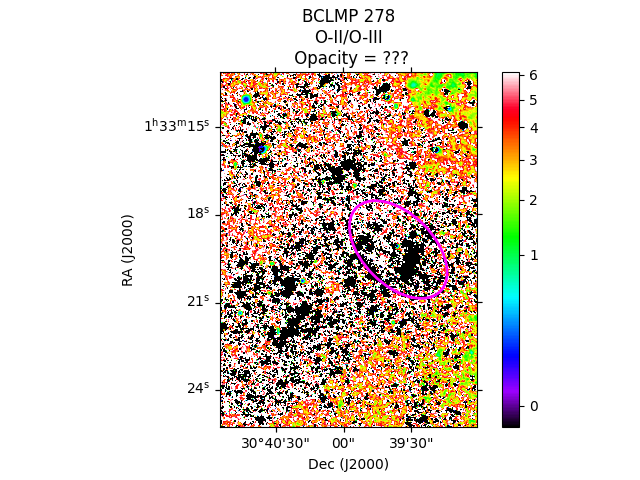 BCLMP 278
O-II/O-III
Opacity = ???
6
5
4
3
2
1
0
1ʰ33ᵐ15ˢ
18ˢ
21ˢ
24ˢ
RA (J2000)
30°40'30" 00" 39'30"
Dec (J2000)